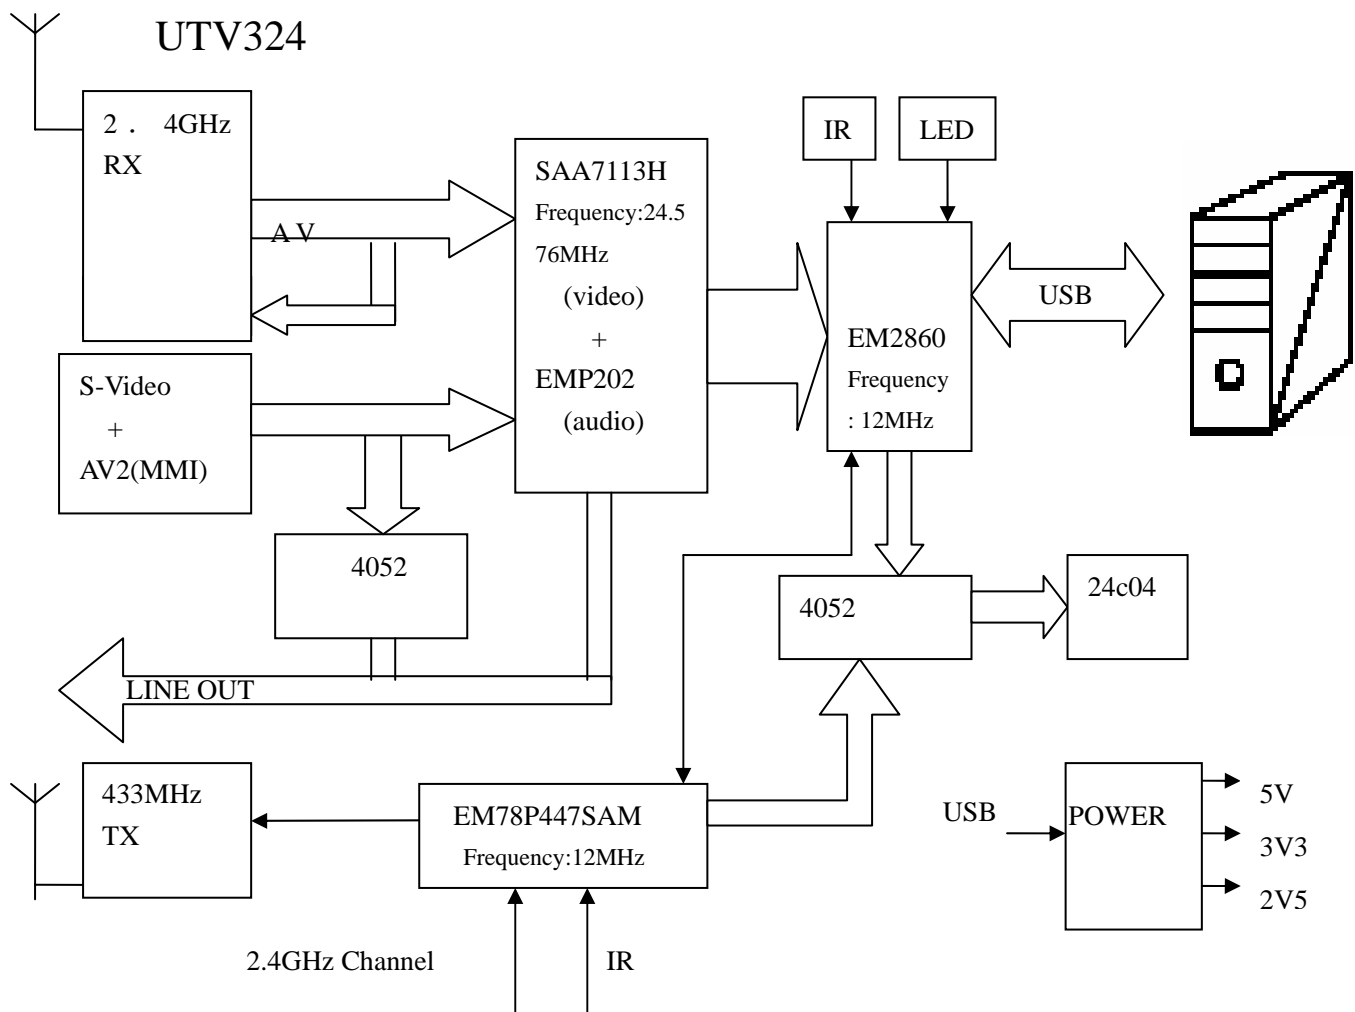 UTV324
2 . 4GHz
RX
A V
S-Video
+
AV2(MMI)
SAA7113H
Frequency:24.5
76MHz
(video)
+
EMP202
(audio)
IR
LED
EM2860
Frequency
: 12MHz
USB
4052
LINE OUT
4052
24c04
433MHz
TX
EM78P447SAM
Frequency:12MHz
2.4GHz Channel
IR
USB
POWER
5V
3V3
2V5